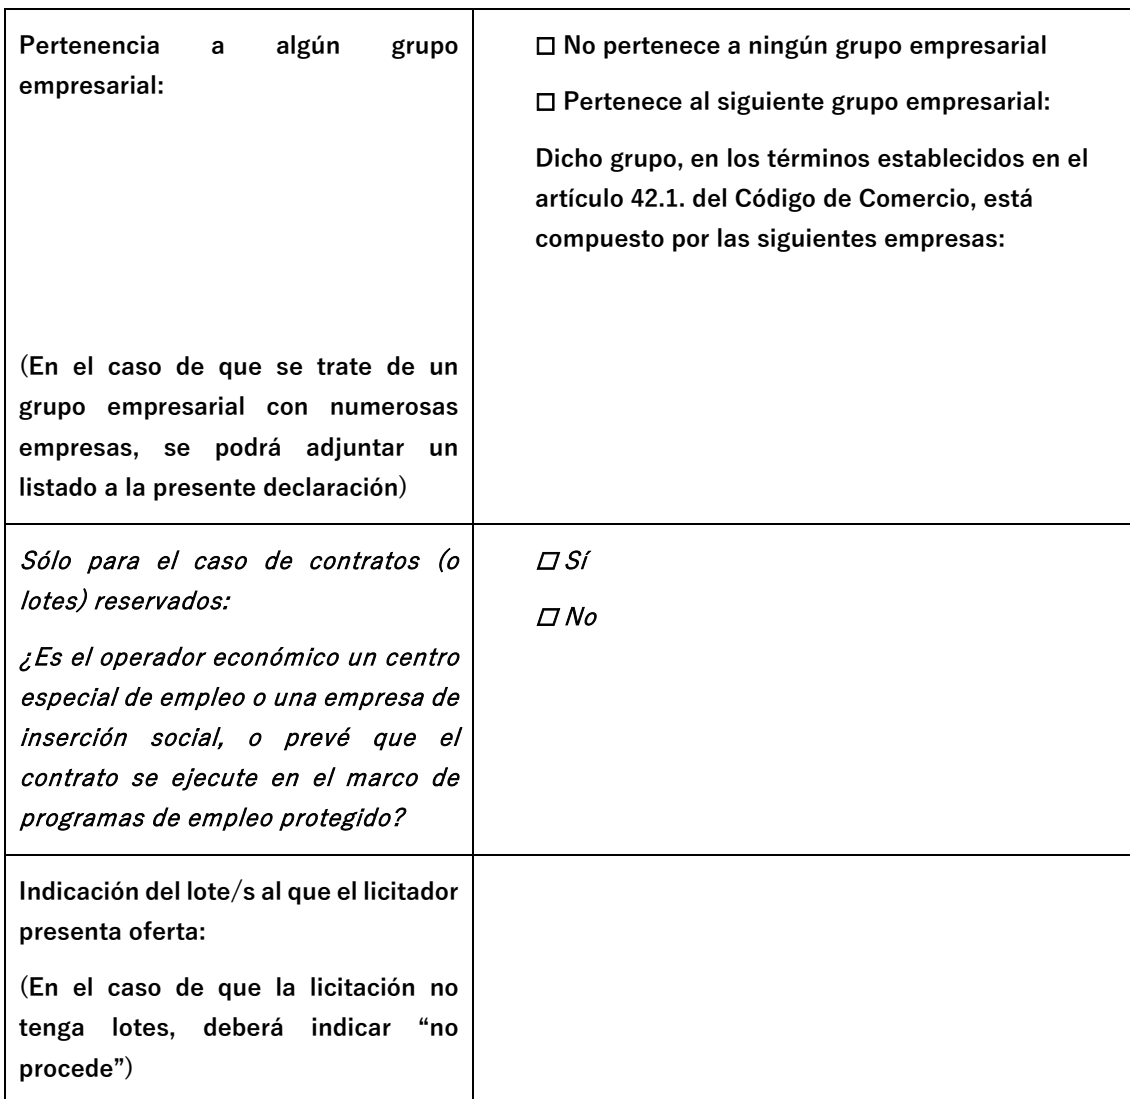 Pertenencia a algún grupo
empresarial:
(En el caso de que se trate de un
grupo empresarial con numerosas
empresas, se podrá adjuntar un
listado a la presente declaración)
☐ No pertenece a ningún grupo empresarial
☐ Pertenece al siguiente grupo empresarial:
Dicho grupo, en los términos establecidos en el
artículo 42.1. del Código de Comercio, está
compuesto por las siguientes empresas:
Sólo para el caso de contratos (o
lotes) reservados:
¿Es el operador económico un centro
especial de empleo o una empresa de
inserción social, o prevé que el
contrato se ejecute en el marco de
programas de empleo protegido?
☐ Sí
☐ No
Indicación del lote/s al que el licitador
presenta oferta:
(En el caso de que la licitación no
tenga lotes, deberá indicar “no
procede”)